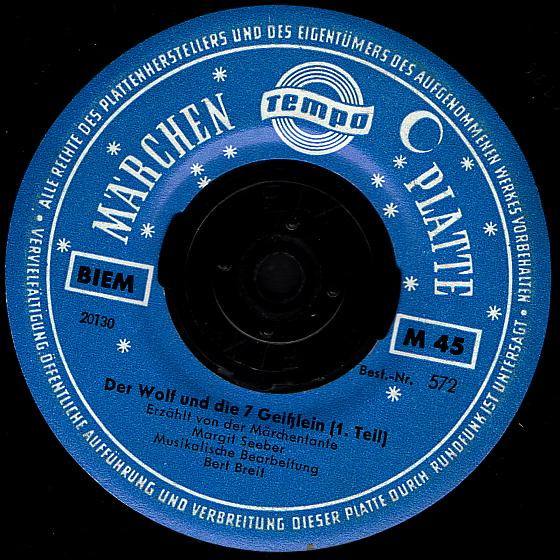 ALLE RECHTE DES PLATTENHERSTELLERS UND DES EIGENTÜMERS DES AUFGENOMMENEN WERKES VORBEHALTEN • VERVIELFÄLTIGUNG, ÖFFENTLICHE AUFFÜHRUNG UND VERBREITUNG DIESER PLATTE DURCH RUNDFUNK IST UNTERSAGT •
Tempo
MÄRCHEN PLATTE
BIEM
20130
M 45
Best.-Nr. 572
Der Wolf und die 7 Geißlein (1. Teil)
Erzählt von der Märchentante
Margit Seeber
Musikalische Bearbeitung
Bert Breit